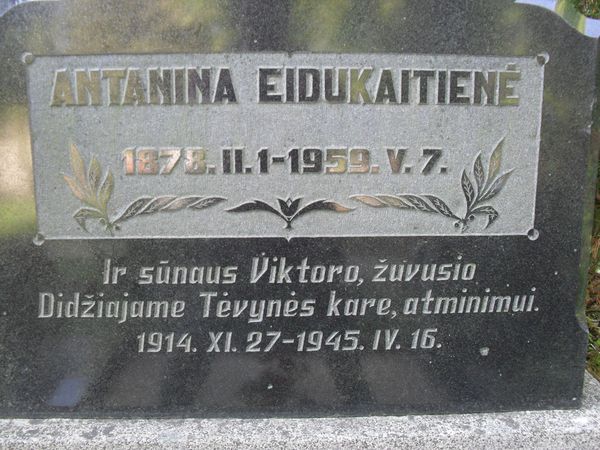 ANTANINA EIDUKAITIENĖ
1878. II. 1-1959. V. 7.
Ir sūnaus Viktoro, žuvusio
Didžiajame Tėvynės kare, atminimui.
1914. XI. 27-1945. IV. 16.